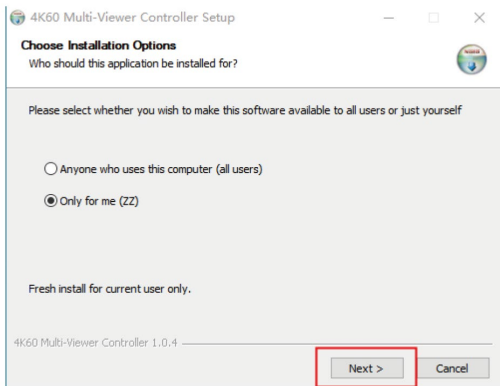 4K60 Multi-Viewer Controller Setup
Choose Installation Options
Who should this application be installed for?
Please select whether you wish to make this software available to all users or just yourself
Anyone who uses this computer (all users)
Only for me (ZZ)
Fresh install for current user only.
4K60 Multi-Viewer Controller 1.0.4
Next >
Cancel